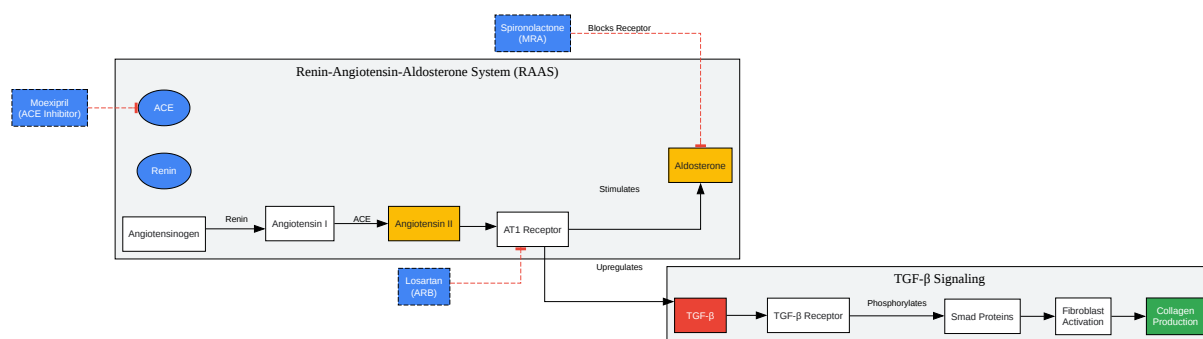 Spironolactone
(MRA)
Blocks Receptor
Renin-Angiotensin-Aldosterone System (RAAS)
Moexipril
(ACE Inhibitor)
ACE
Renin
Aldosterone
Stimulates
Angiotensinogen
Renin
Angiotensin I
ACE
Angiotensin II
AT1 Receptor
Upregulates
Losartan
(ARB)
TGF-β Signaling
TGF-β
TGF-β Receptor
Phosphorylates
Smad Proteins
Fibroblast
Activation
Collagen
Production